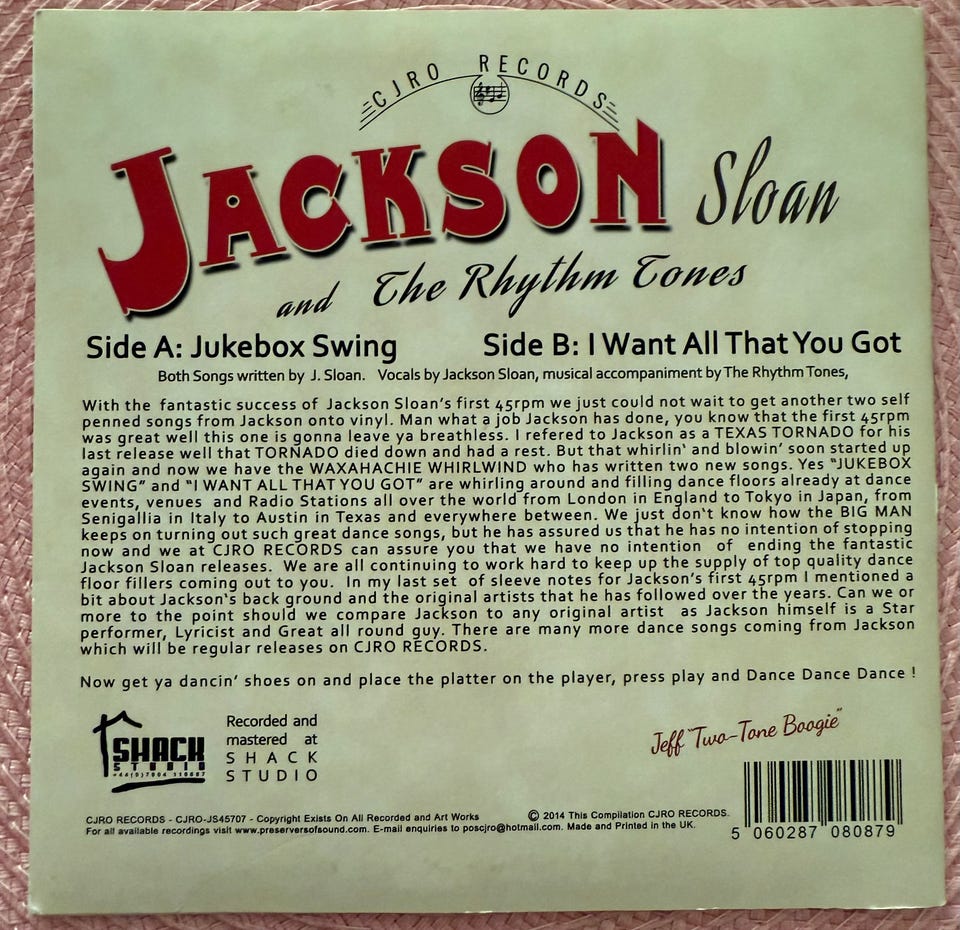 CJRO RECORDS
JACKSON Sloan
and The Rhythm Tones
Side A: Jukebox Swing Side B: I Want All That You Got
Both Songs written by J. Sloan. Vocals by Jackson Sloan, musical accompaniment by The Rhythm Tones,
With the fantastic success of Jackson Sloan's first 45rpm we just could not wait to get another two self
penned songs from Jackson onto vinyl. Man what a job Jackson has done, you know that the first 45rpm
was great well this one is gonna leave ya breathless. I refered to Jackson as a TEXAS TORNADO for his
last release well that TORNADO died down and had a rest. But that whirlin' and blowin' soon started up
again and now we have the WAXAHACHIE WHIRLWIND who has written two new songs. Yes "JUKEBOX
SWING" and "I WANT ALL THAT YOU GOT" are whirling around and filling dance floors already at dance
events, venues and Radio Stations all over the world from London in England to Tokyo in Japan, from
Senigallia in Italy to Austin in Texas and everywhere between. We just don't know how the BIG MAN
keeps on turning out such great dance songs, but he has assured us that he has no intention of stopping
now and we at CJRO RECORDS can assure you that we have no intention of ending the fantastic
Jackson Sloan releases. We are all continuing to work hard to keep up the supply of top quality dance
floor fillers coming out to you. In my last set of sleeve notes for Jackson's first 45rpm I mentioned a
bit about Jackson's back ground and the original artists that he has followed over the years. Can we or
more to the point should we compare Jackson to any original artist as Jackson himself is a Star
performer, Lyricist and Great all round guy. There are many more dance songs coming from Jackson
which will be regular releases on CJRO RECORDS.
Now get ya dancin' shoes on and place the platter on the player, press play and Dance Dance Dance !
Jeff "Two-Tone Boogie"
SHACK
STUDIO
Recorded and
mastered at
SHACK
STUDIO
CJRO RECORDS - CJRO-JS45707 - Copyright Exists On All Recorded and Art Works © 2014 This Compilation CJRO RECORDS.
For all available recordings visit www.preserversofsound.com. E-mail enquiries to poscjro@hotmail.com. Made and Printed in the UK.
5 060287 080879